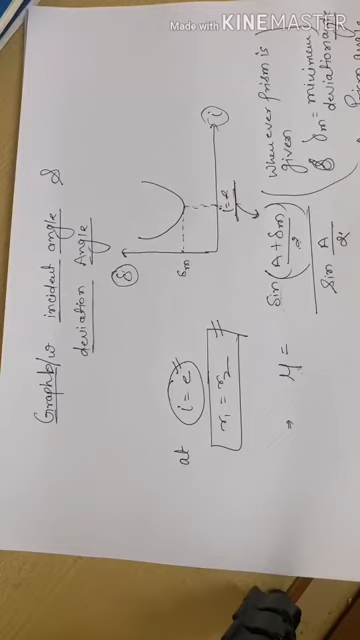 Made with KINEMASTER
Graph b/w incident angle &
deviation Angle
δ
δm
i = e
i
at i = e
r₁ = r₂
⇒ μ = sin(A + δm / 2) / sin A/2
(Whenever prism is
given
& δm = minimum
deviation angle